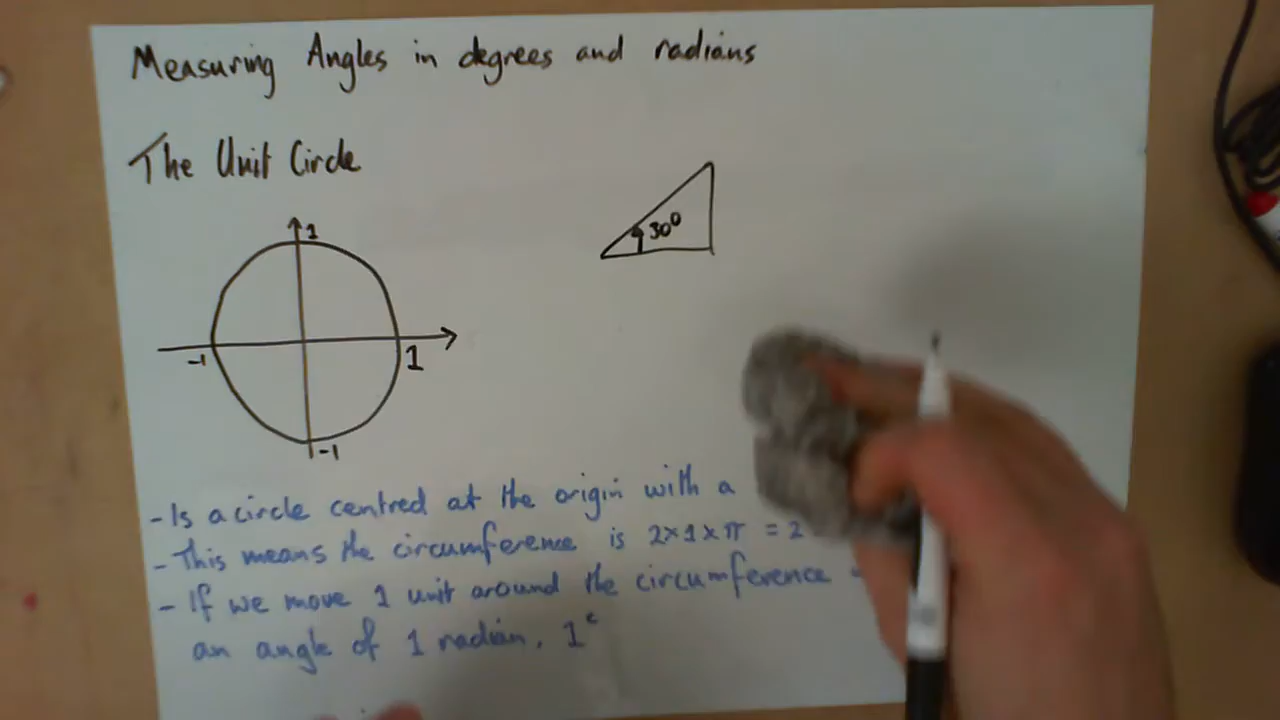 Measuring Angles in degrees and radians
The Unit Circle
1
30°
-1
1
-1
- Is a circle centred at the origin with a
- This means the circumference is 2×1×π = 2
- If we move 1 unit around the circumference
an angle of 1 radian, 1ᶜ